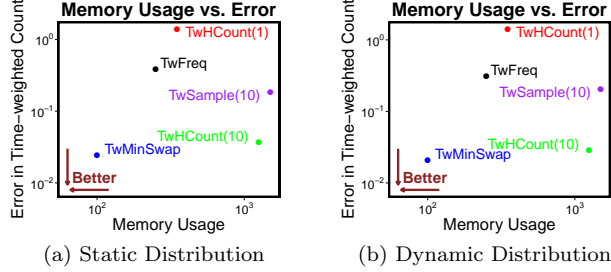 Memory Usage vs. Error
Error in Time-weighted Count
10⁰
10⁻¹
10⁻²
TwHCount(1)
TwFreq
TwSample(10)
TwHCount(10)
TwMinSwap
Better
10²
10³
Memory Usage
(a) Static Distribution
Memory Usage vs. Error
Error in Time-weighted Count
10⁰
10⁻¹
10⁻²
TwHCount(1)
TwFreq
TwSample(10)
TwHCount(10)
TwMinSwap
Better
10²
10³
Memory Usage
(b) Dynamic Distribution